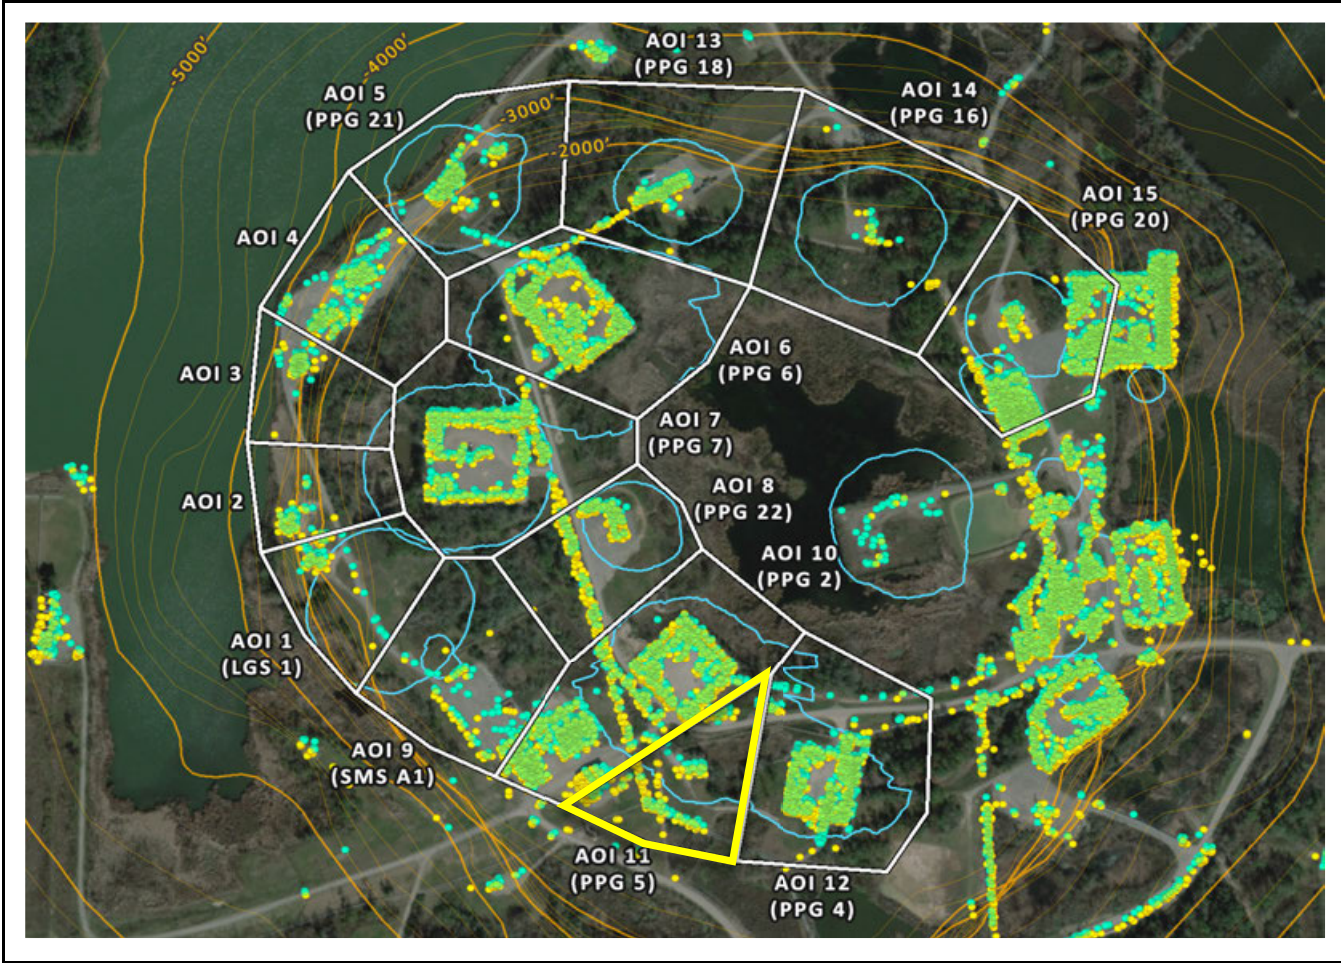 -5000'
-4000'
AOI 13
(PPG 18)
AOI 5
(PPG 21)
-3000'
AOI 14
(PPG 16)
-2000'
AOI 15
(PPG 20)
AOI 4
AOI 3
AOI 6
(PPG 6)
AOI 7
(PPG 7)
AOI 2
AOI 8
(PPG 22)
AOI 10
(PPG 2)
AOI 1
(LGS 1)
AOI 9
(SMS A1)
AOI 11
(PPG 5)
AOI 12
(PPG 4)